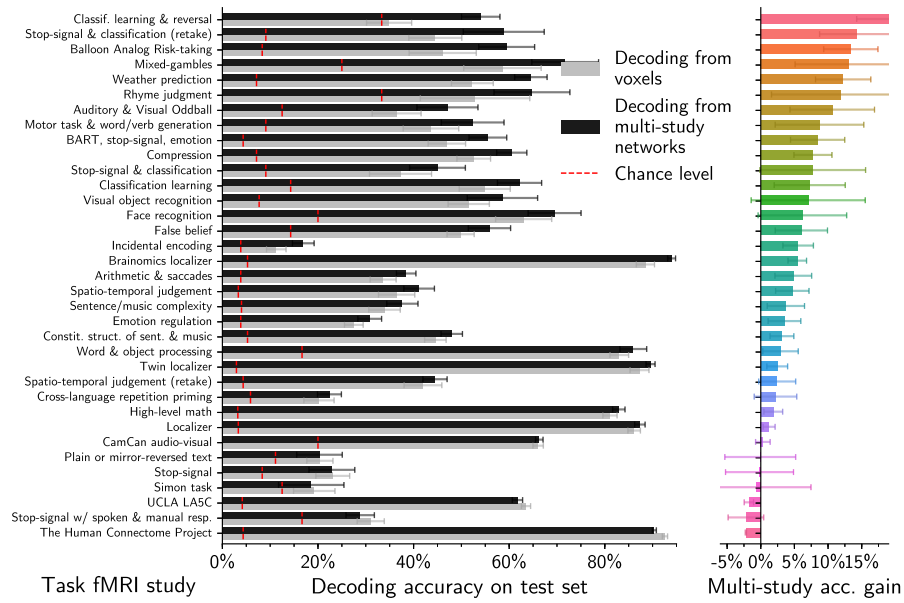 Classif. learning & reversal
Stop-signal & classification (retake)
Balloon Analog Risk-taking
Mixed-gambles
Weather prediction
Rhyme judgment
Auditory & Visual Oddball
Motor task & word/verb generation
BART, stop-signal, emotion
Compression
Stop-signal & classification
Classification learning
Visual object recognition
Face recognition
False belief
Incidental encoding
Brainomics localizer
Arithmetic & saccades
Spatio-temporal judgement
Sentence/music complexity
Emotion regulation
Constit. struct. of sent. & music
Word & object processing
Twin localizer
Spatio-temporal judgement (retake)
Cross-language repetition priming
High-level math
Localizer
CamCan audio-visual
Plain or mirror-reversed text
Stop-signal
Simon task
UCLA LA5C
Stop-signal w/ spoken & manual resp.
The Human Connectome Project
Decoding from
voxels
Decoding from
multi-study
networks
Chance level
0% 20% 40% 60% 80%
-5% 0% 5% 10% 15%
Task fMRI study
Decoding accuracy on test set
Multi-study acc. gain